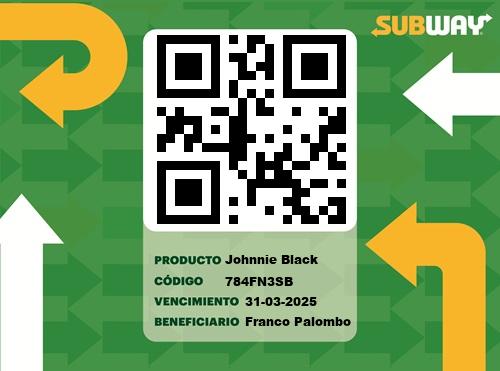 SUBWAY
PRODUCTO Johnnie Black
CÓDIGO 784FN3SB
VENCIMIENTO 31-03-2025
BENEFICIARIO Franco Palombo